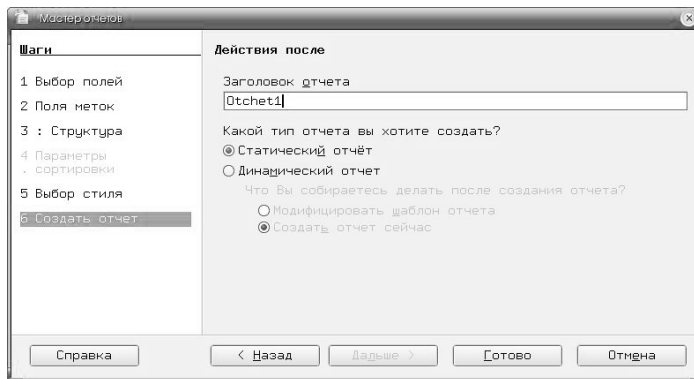 Мастер отчетов
Шаги
1 Выбор полей
2 Поля меток
3 : Структура
4 Параметры
. сортировки
5 Выбор стиля
6 Создать отчет
Действия после
Заголовок отчета
Otchet1
Какой тип отчета вы хотите создать?
Статический отчёт
Динамический отчет
Что Вы собираетесь делать после создания отчета?
Модифицировать шаблон отчета
Создать отчет сейчас
Справка
< Назад
Дальше >
Готово
Отмена